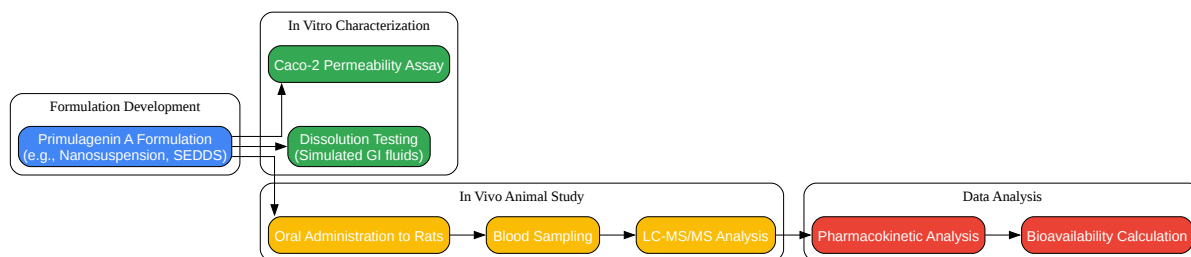 In Vitro Characterization
Caco-2 Permeability Assay
Formulation Development
Primulagenin A Formulation
(e.g., Nanosuspension, SEDDS)
Dissolution Testing
(Simulated GI fluids)
In Vivo Animal Study
Oral Administration to Rats
Blood Sampling
LC-MS/MS Analysis
Data Analysis
Pharmacokinetic Analysis
Bioavailability Calculation